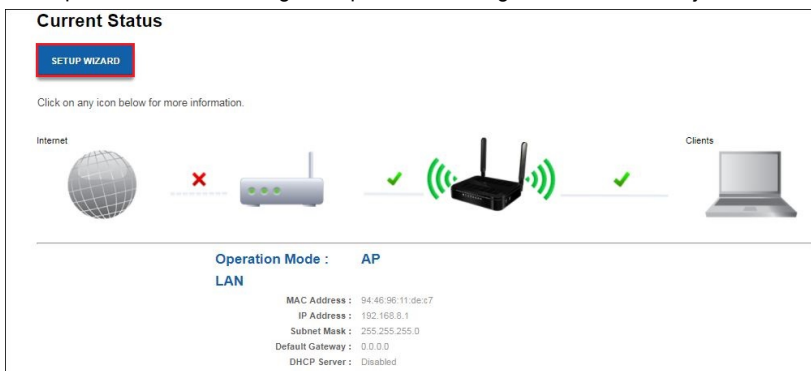 Current Status
SETUP WIZARD
Click on any icon below for more information.
Internet
Clients
Operation Mode : AP
LAN
MAC Address : 94:46:96:11:de:c7
IP Address : 192.168.8.1
Subnet Mask : 255.255.255.0
Default Gateway : 0.0.0.0
DHCP Server : Disabled